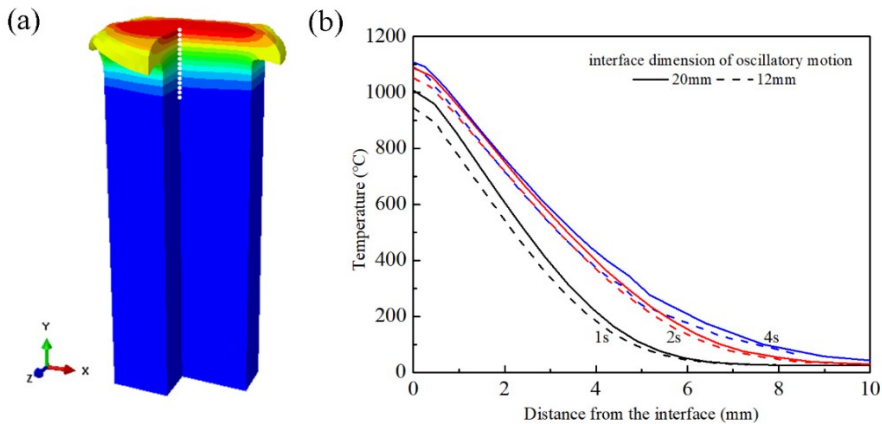 (a)
Y
Z
X
(b)
1200
1000
800
600
400
200
0
Temperature (℃)
interface dimension of oscillatory motion
20mm
12mm
1s
2s
4s
0
2
4
6
8
10
Distance from the interface (mm)